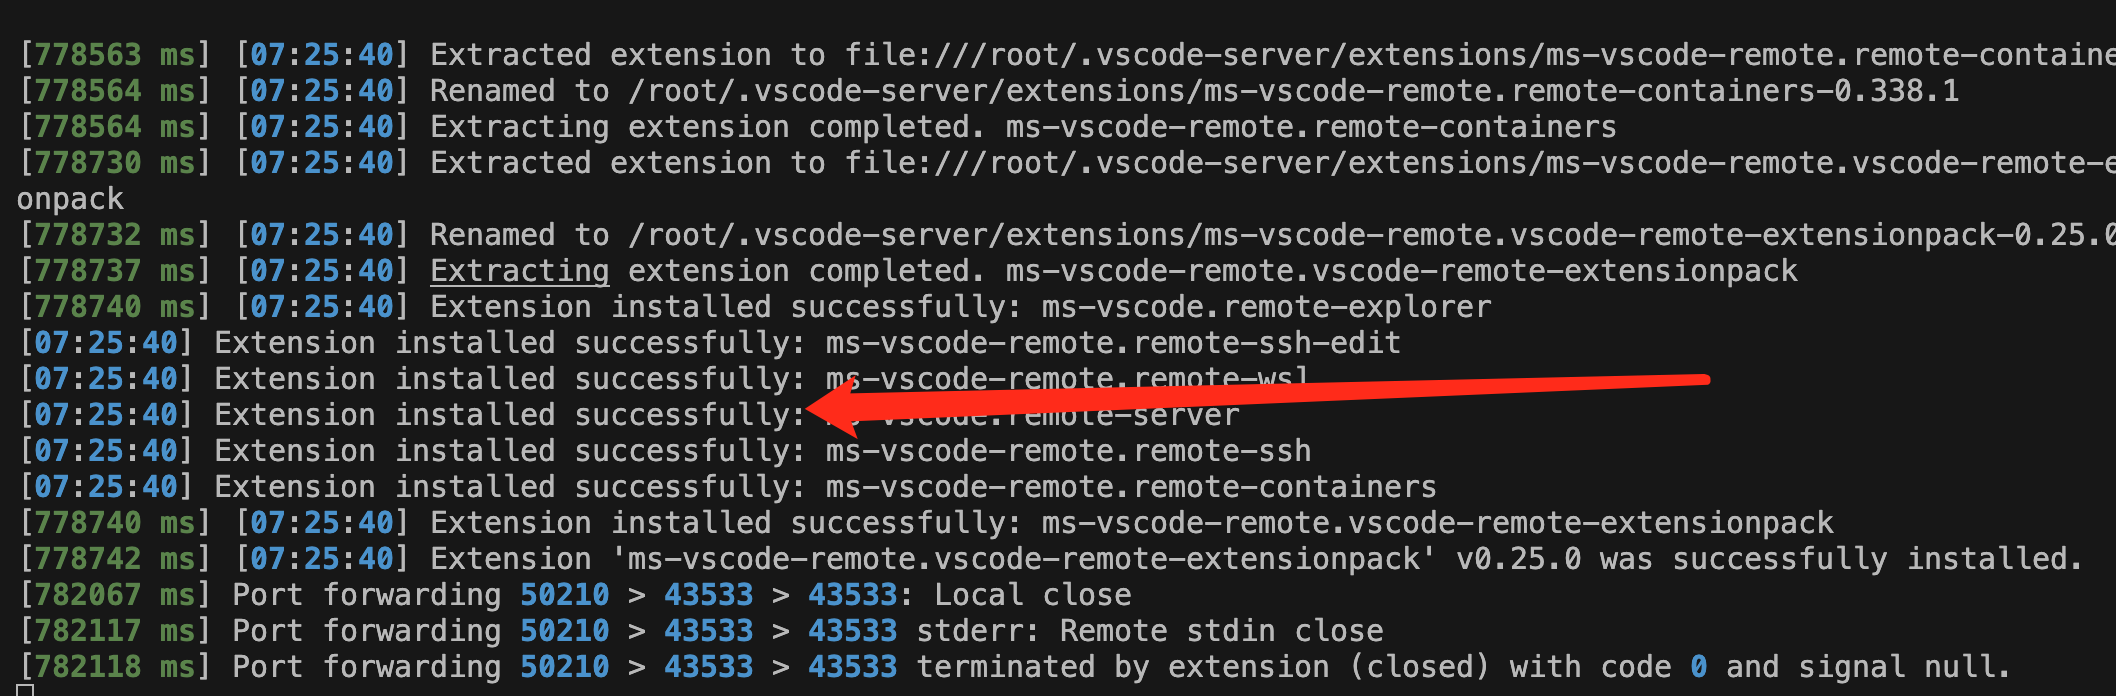 [778563 ms] [07:25:40] Extracted extension to file:///root/.vscode-server/extensions/ms-vscode-remote.remote-containe
[778564 ms] [07:25:40] Renamed to /root/.vscode-server/extensions/ms-vscode-remote.remote-containers-0.338.1
[778564 ms] [07:25:40] Extracting extension completed. ms-vscode-remote.remote-containers
[778730 ms] [07:25:40] Extracted extension to file:///root/.vscode-server/extensions/ms-vscode-remote.vscode-remote-e
onpack
[778732 ms] [07:25:40] Renamed to /root/.vscode-server/extensions/ms-vscode-remote.vscode-remote-extensionpack-0.25.0
[778737 ms] [07:25:40] Extracting extension completed. ms-vscode-remote.vscode-remote-extensionpack
[778740 ms] [07:25:40] Extension installed successfully: ms-vscode.remote-explorer
[07:25:40] Extension installed successfully: ms-vscode-remote.remote-ssh-edit
[07:25:40] Extension installed successfully: ms-vscode-remote.remote-wsl
[07:25:40] Extension installed successfully: ms-vscode.remote-server
[07:25:40] Extension installed successfully: ms-vscode-remote.remote-ssh
[07:25:40] Extension installed successfully: ms-vscode-remote.remote-containers
[778740 ms] [07:25:40] Extension installed successfully: ms-vscode-remote.vscode-remote-extensionpack
[778742 ms] [07:25:40] Extension 'ms-vscode-remote.vscode-remote-extensionpack' v0.25.0 was successfully installed.
[782067 ms] Port forwarding 50210 > 43533 > 43533: Local close
[782117 ms] Port forwarding 50210 > 43533 > 43533 stderr: Remote stdin close
[782118 ms] Port forwarding 50210 > 43533 > 43533 terminated by extension (closed) with code 0 and signal null.